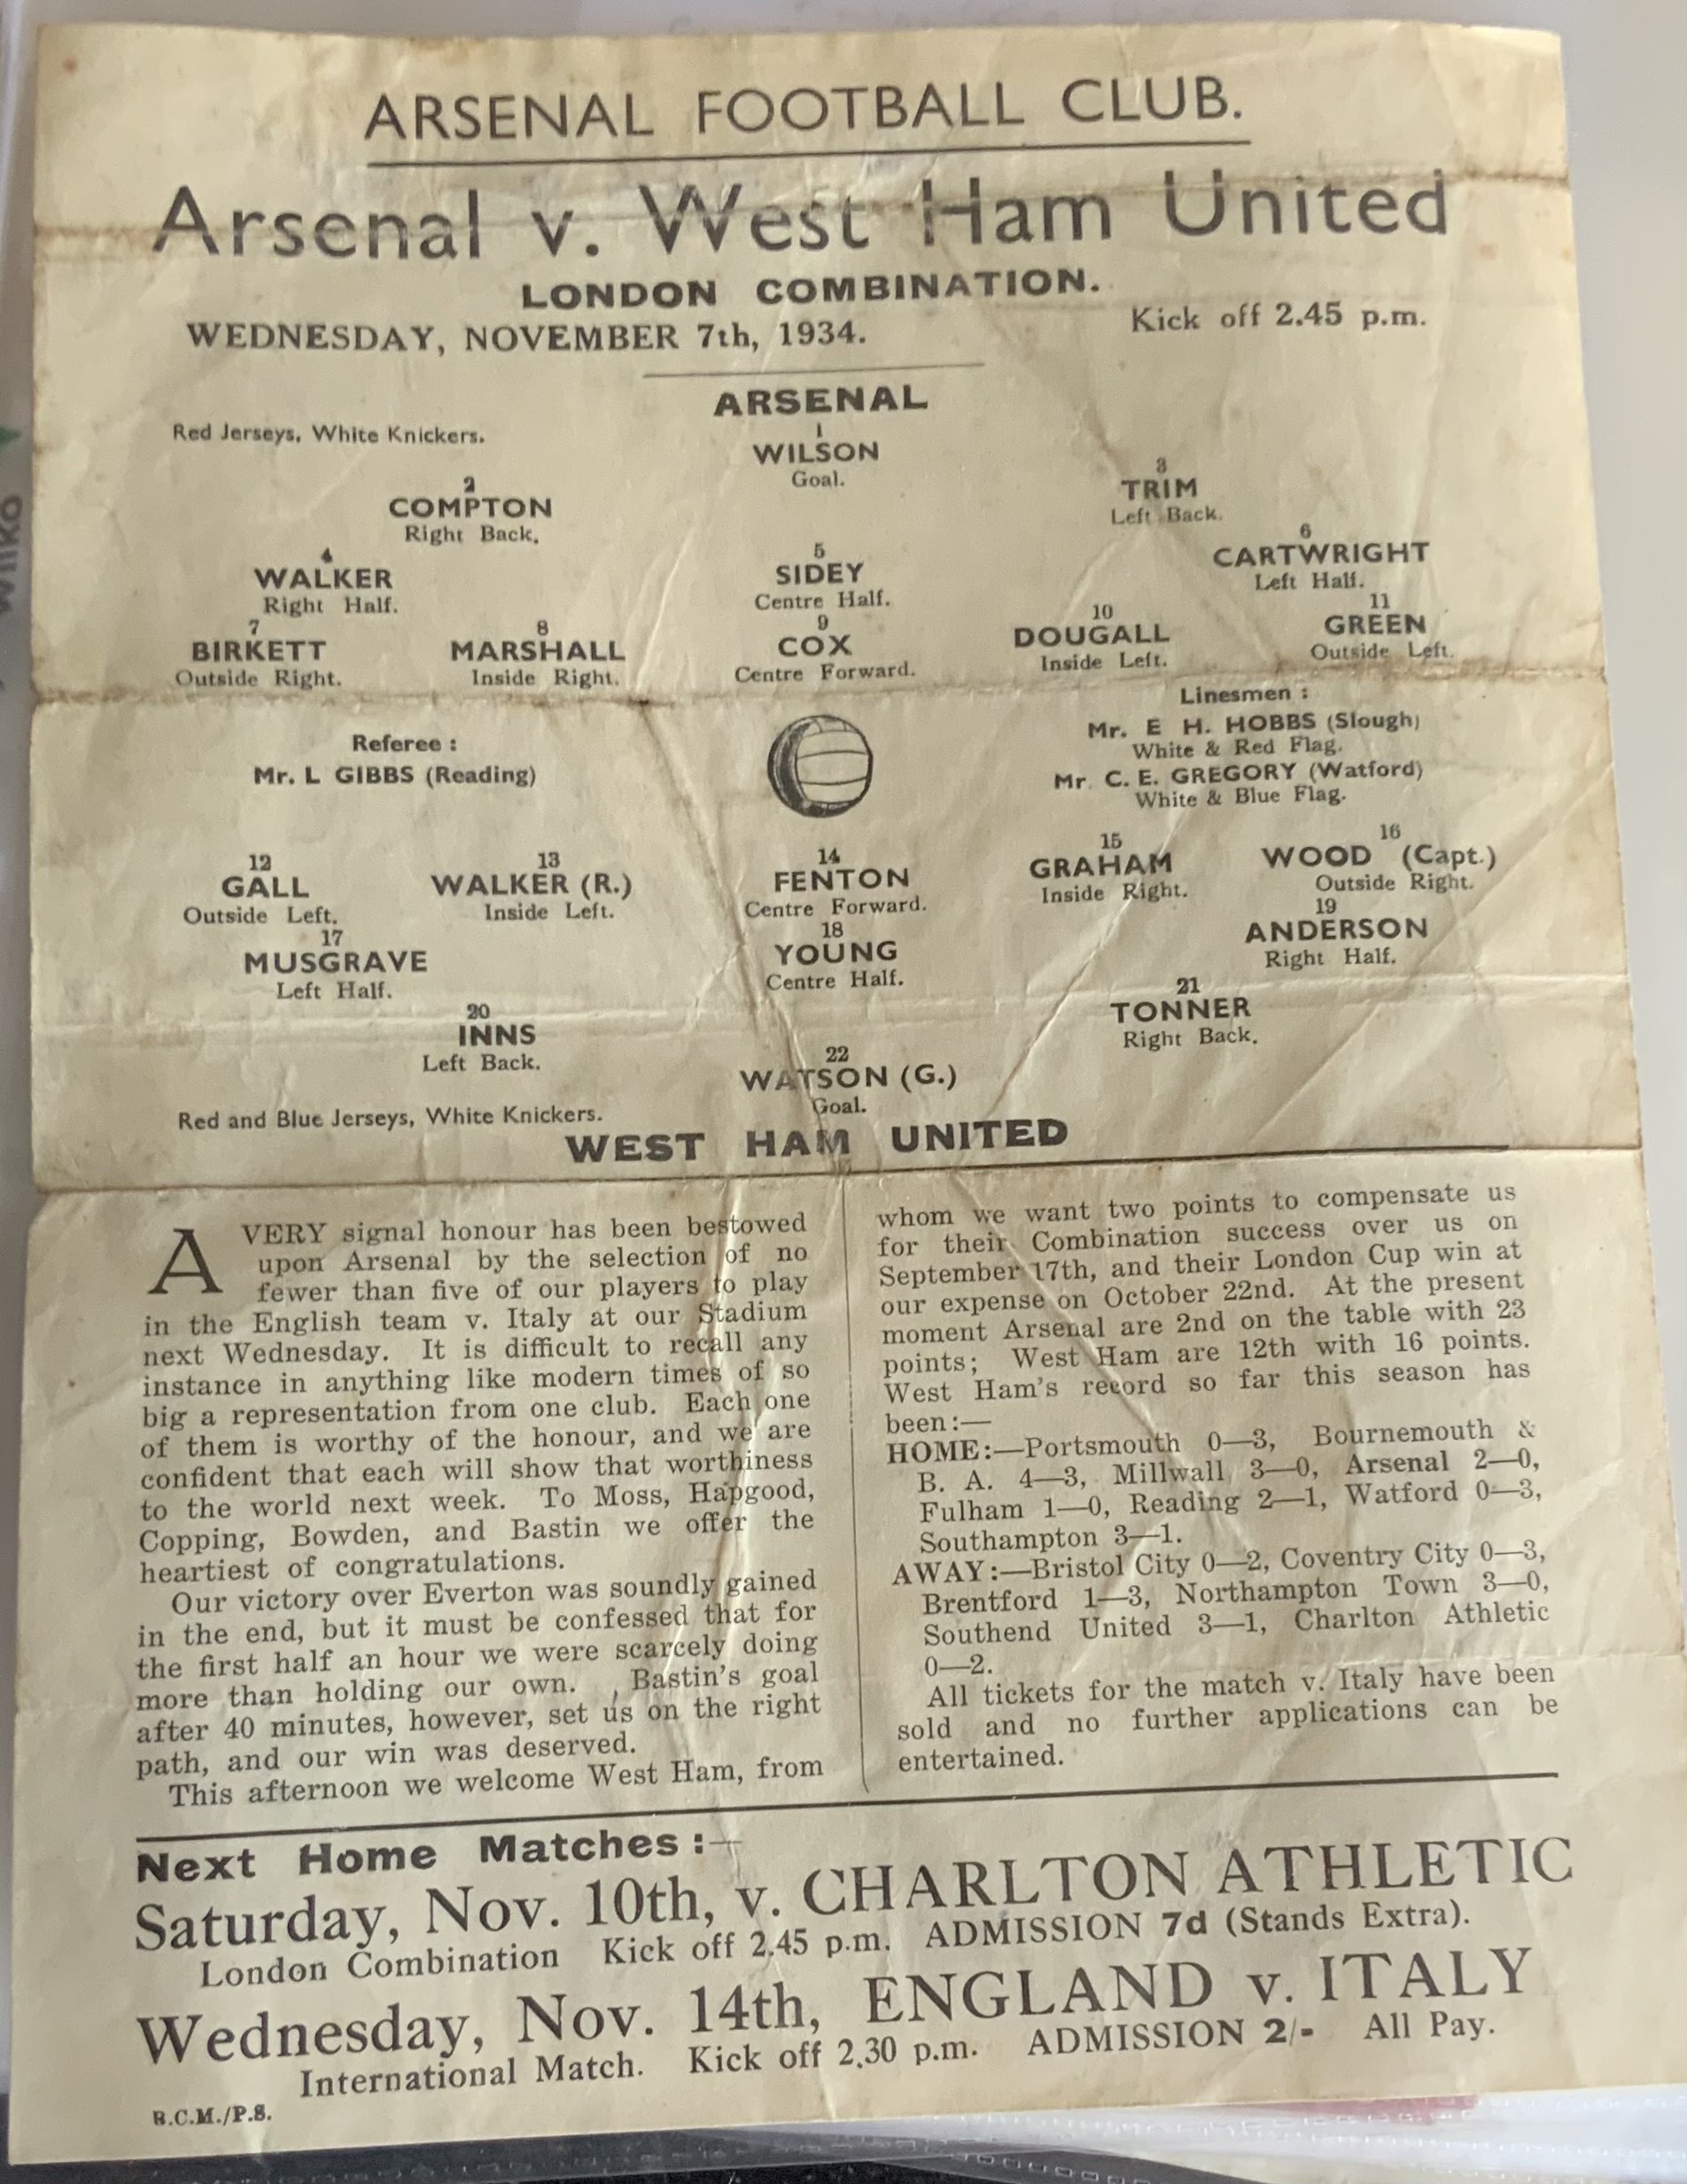 ARSENAL FOOTBALL CLUB.
Arsenal v. West Ham United
LONDON COMBINATION.
WEDNESDAY, NOVEMBER 7th, 1934.
Kick off 2.45 p.m.
ARSENAL
Red Jerseys, White Knickers.
1
WILSON
Goal.
2
COMPTON
Right Back.
3
TRIM
Left Back.
4
WALKER
Right Half.
5
SIDEY
Centre Half.
6
CARTWRIGHT
Left Half.
7
BIRKETT
Outside Right.
8
MARSHALL
Inside Right.
9
COX
Centre Forward.
10
DOUGALL
Inside Left.
11
GREEN
Outside Left.
Referee :
Mr. L GIBBS (Reading)
Linesmen :
Mr. E H. HOBBS (Slough)
White & Red Flag.
Mr. C. E. GREGORY (Watford)
White & Blue Flag.
12
GALL
Outside Left.
13
WALKER (R.)
Inside Left.
14
FENTON
Centre Forward.
15
GRAHAM
Inside Right.
16
WOOD (Capt.)
Outside Right.
17
MUSGRAVE
Left Half.
18
YOUNG
Centre Half.
19
ANDERSON
Right Half.
20
INNS
Left Back.
21
TONNER
Right Back.
22
WATSON (G.)
Goal.
Red and Blue Jerseys, White Knickers.
WEST HAM UNITED
A VERY signal honour has been bestowed
upon Arsenal by the selection of no
fewer than five of our players to play
in the English team v. Italy at our Stadium
next Wednesday. It is difficult to recall any
instance in anything like modern times of so
big a representation from one club. Each one
of them is worthy of the honour, and we are
confident that each will show that worthiness
to the world next week. To Moss, Hapgood,
Copping, Bowden, and Bastin we offer the
heartiest of congratulations.
Our victory over Everton was soundly gained
in the end, but it must be confessed that for
the first half an hour we were scarcely doing
more than holding our own. Bastin's goal
after 40 minutes, however, set us on the right
path, and our win was deserved.
This afternoon we welcome West Ham, from
whom we want two points to compensate us
for their Combination success over us on
September 17th, and their London Cup win at
our expense on October 22nd. At the present
moment Arsenal are 2nd on the table with 23
points; West Ham are 12th with 16 points.
West Ham's record so far this season has
been:—
HOME:—Portsmouth 0—3, Bournemouth &
B. A. 4—3, Millwall 3—0, Arsenal 2—0,
Fulham 1—0, Reading 2—1, Watford 0—3,
Southampton 3—1.
AWAY:—Bristol City 0—2, Coventry City 0—3,
Brentford 1—3, Northampton Town 3—0,
Southend United 3—1, Charlton Athletic
0—2.
All tickets for the match v. Italy have been
sold and no further applications can be
entertained.
Next Home Matches:—
Saturday, Nov. 10th, v. CHARLTON ATHLETIC
London Combination Kick off 2.45 p.m. ADMISSION 7d (Stands Extra).
Wednesday, Nov. 14th, ENGLAND v. ITALY
International Match. Kick off 2.30 p.m. ADMISSION 2/- All Pay.
B.C.M./P.S.